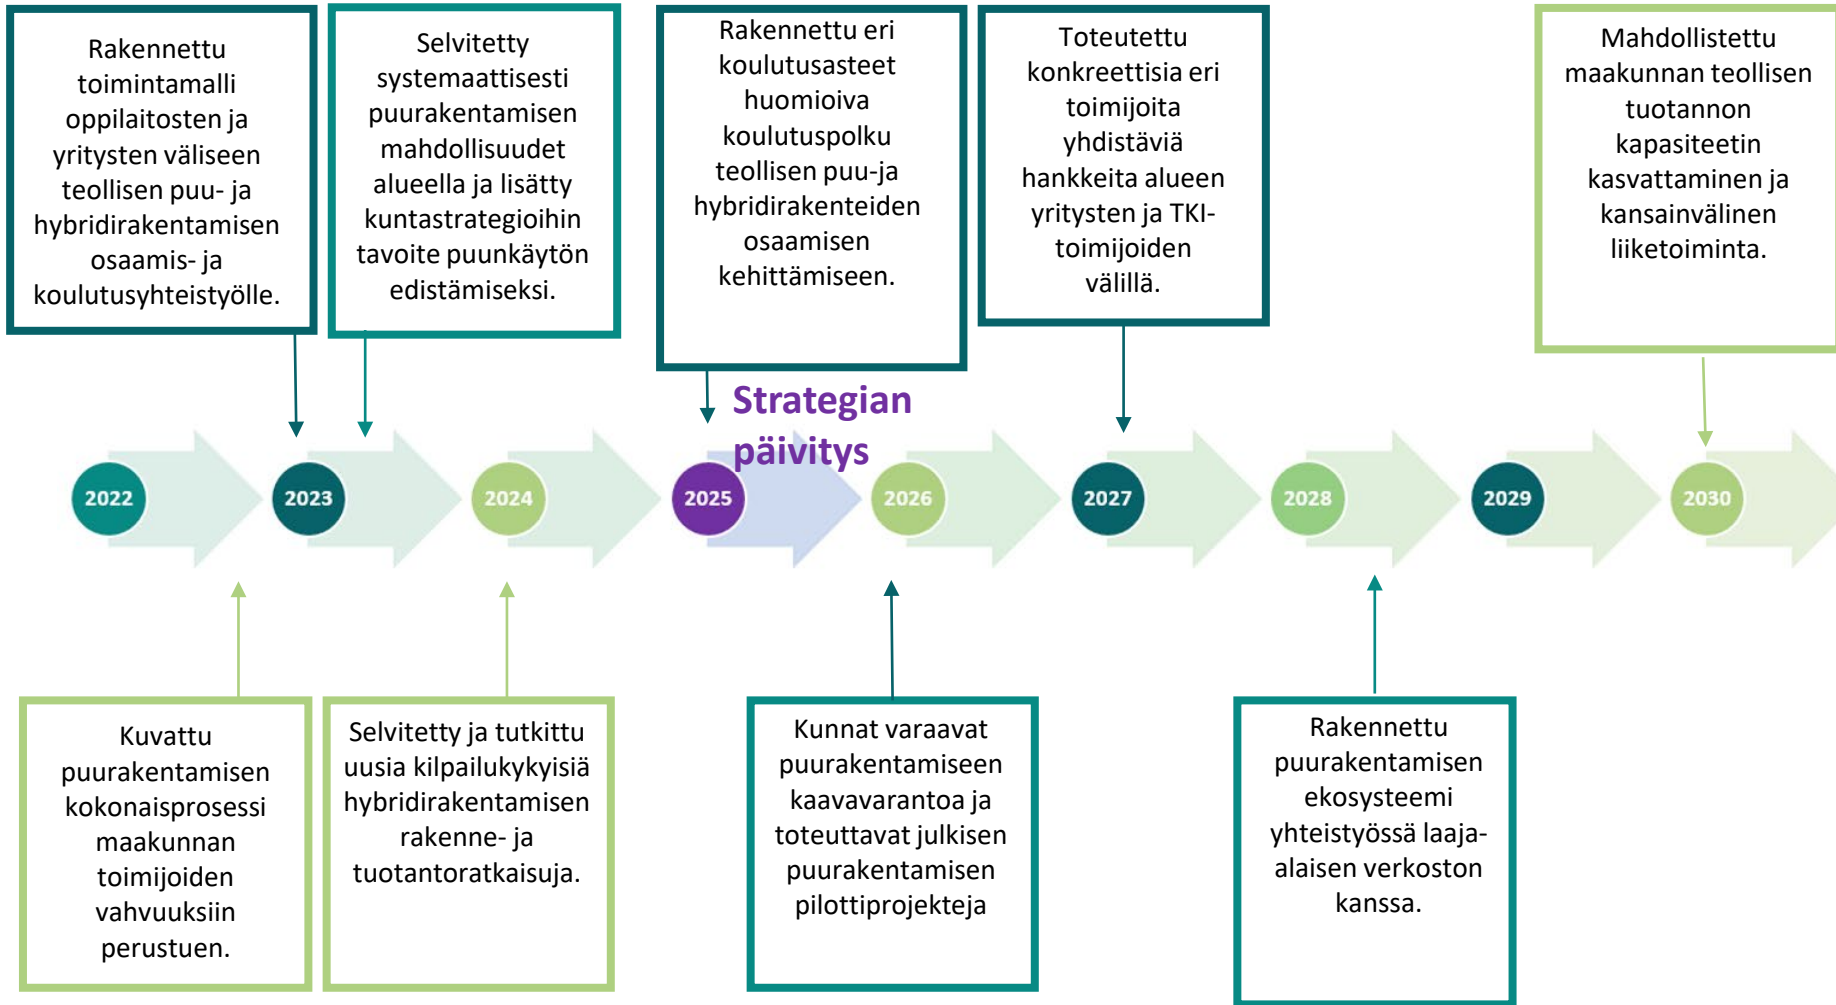 Rakennettu
toimintamalli
oppilaitosten ja
yritysten väliseen
teollisen puu- ja
hybridirakentamisen
osaamis- ja
koulutusyhteistyölle.
Selvitetty
systemaattisesti
puurakentamisen
mahdollisuudet
alueella ja lisätty
kuntastrategioihin
tavoite puunkäytön
edistämiseksi.
Rakennettu eri
koulutusasteet
huomioiva
koulutuspolku
teollisen puu-ja
hybridirakenteiden
osaamisen
kehittämiseen.
Toteutettu
konkreettisia eri
toimijoita
yhdistäviä
hankkeita alueen
yritysten ja TKI-
toimijoiden
välillä.
Mahdollistettu
maakunnan teollisen
tuotannon
kapasiteetin
kasvattaminen ja
kansainvälinen
liiketoiminta.
Strategian
päivitys
2022
2023
2024
2025
2026
2027
2028
2029
2030
Kuvattu
puurakentamisen
kokonaisprosessi
maakunnan
toimijoiden
vahvuuksiin
perustuen.
Selvitetty ja tutkittu
uusia kilpailukykyisiä
hybridirakentamisen
rakenne- ja
tuotantoratkaisuja.
Kunnat varaavat
puurakentamiseen
kaavavarantoa ja
toteuttavat julkisen
puurakentamisen
pilottiprojekteja
Rakennettu
puurakentamisen
ekosysteemi
yhteistyössä laaja-
alaisen verkoston
kanssa.